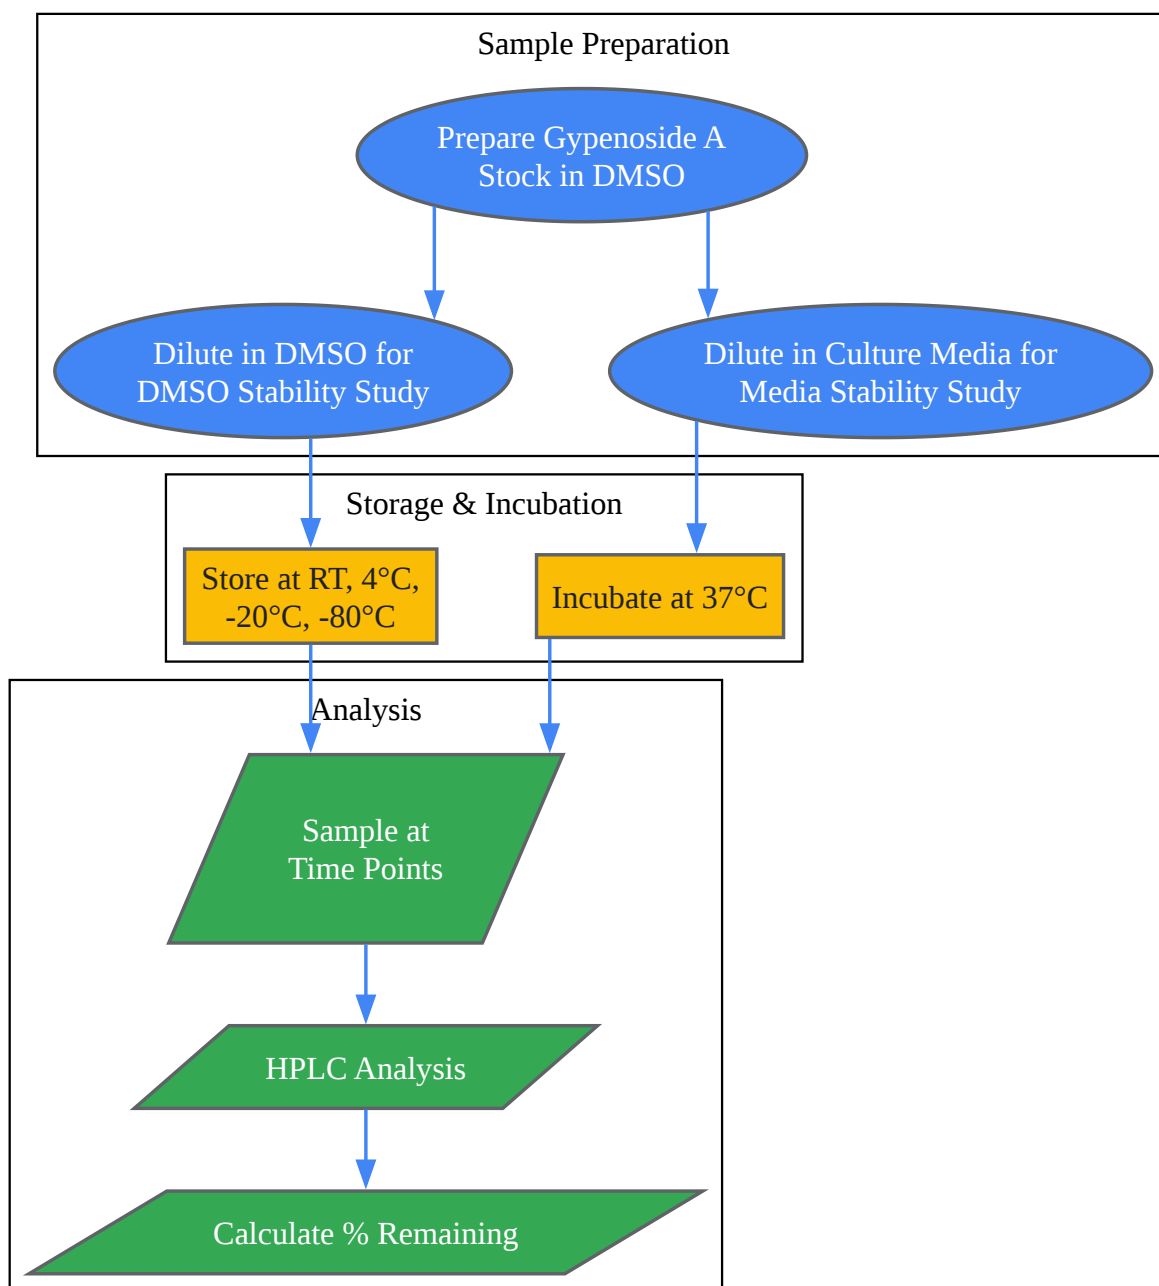 Sample Preparation
Prepare Gypenoside A
Stock in DMSO
Dilute in DMSO for
DMSO Stability Study
Dilute in Culture Media for
Media Stability Study
Storage & Incubation
Store at RT, 4°C,
-20°C, -80°C
Incubate at 37°C
Analysis
Sample at
Time Points
HPLC Analysis
Calculate % Remaining